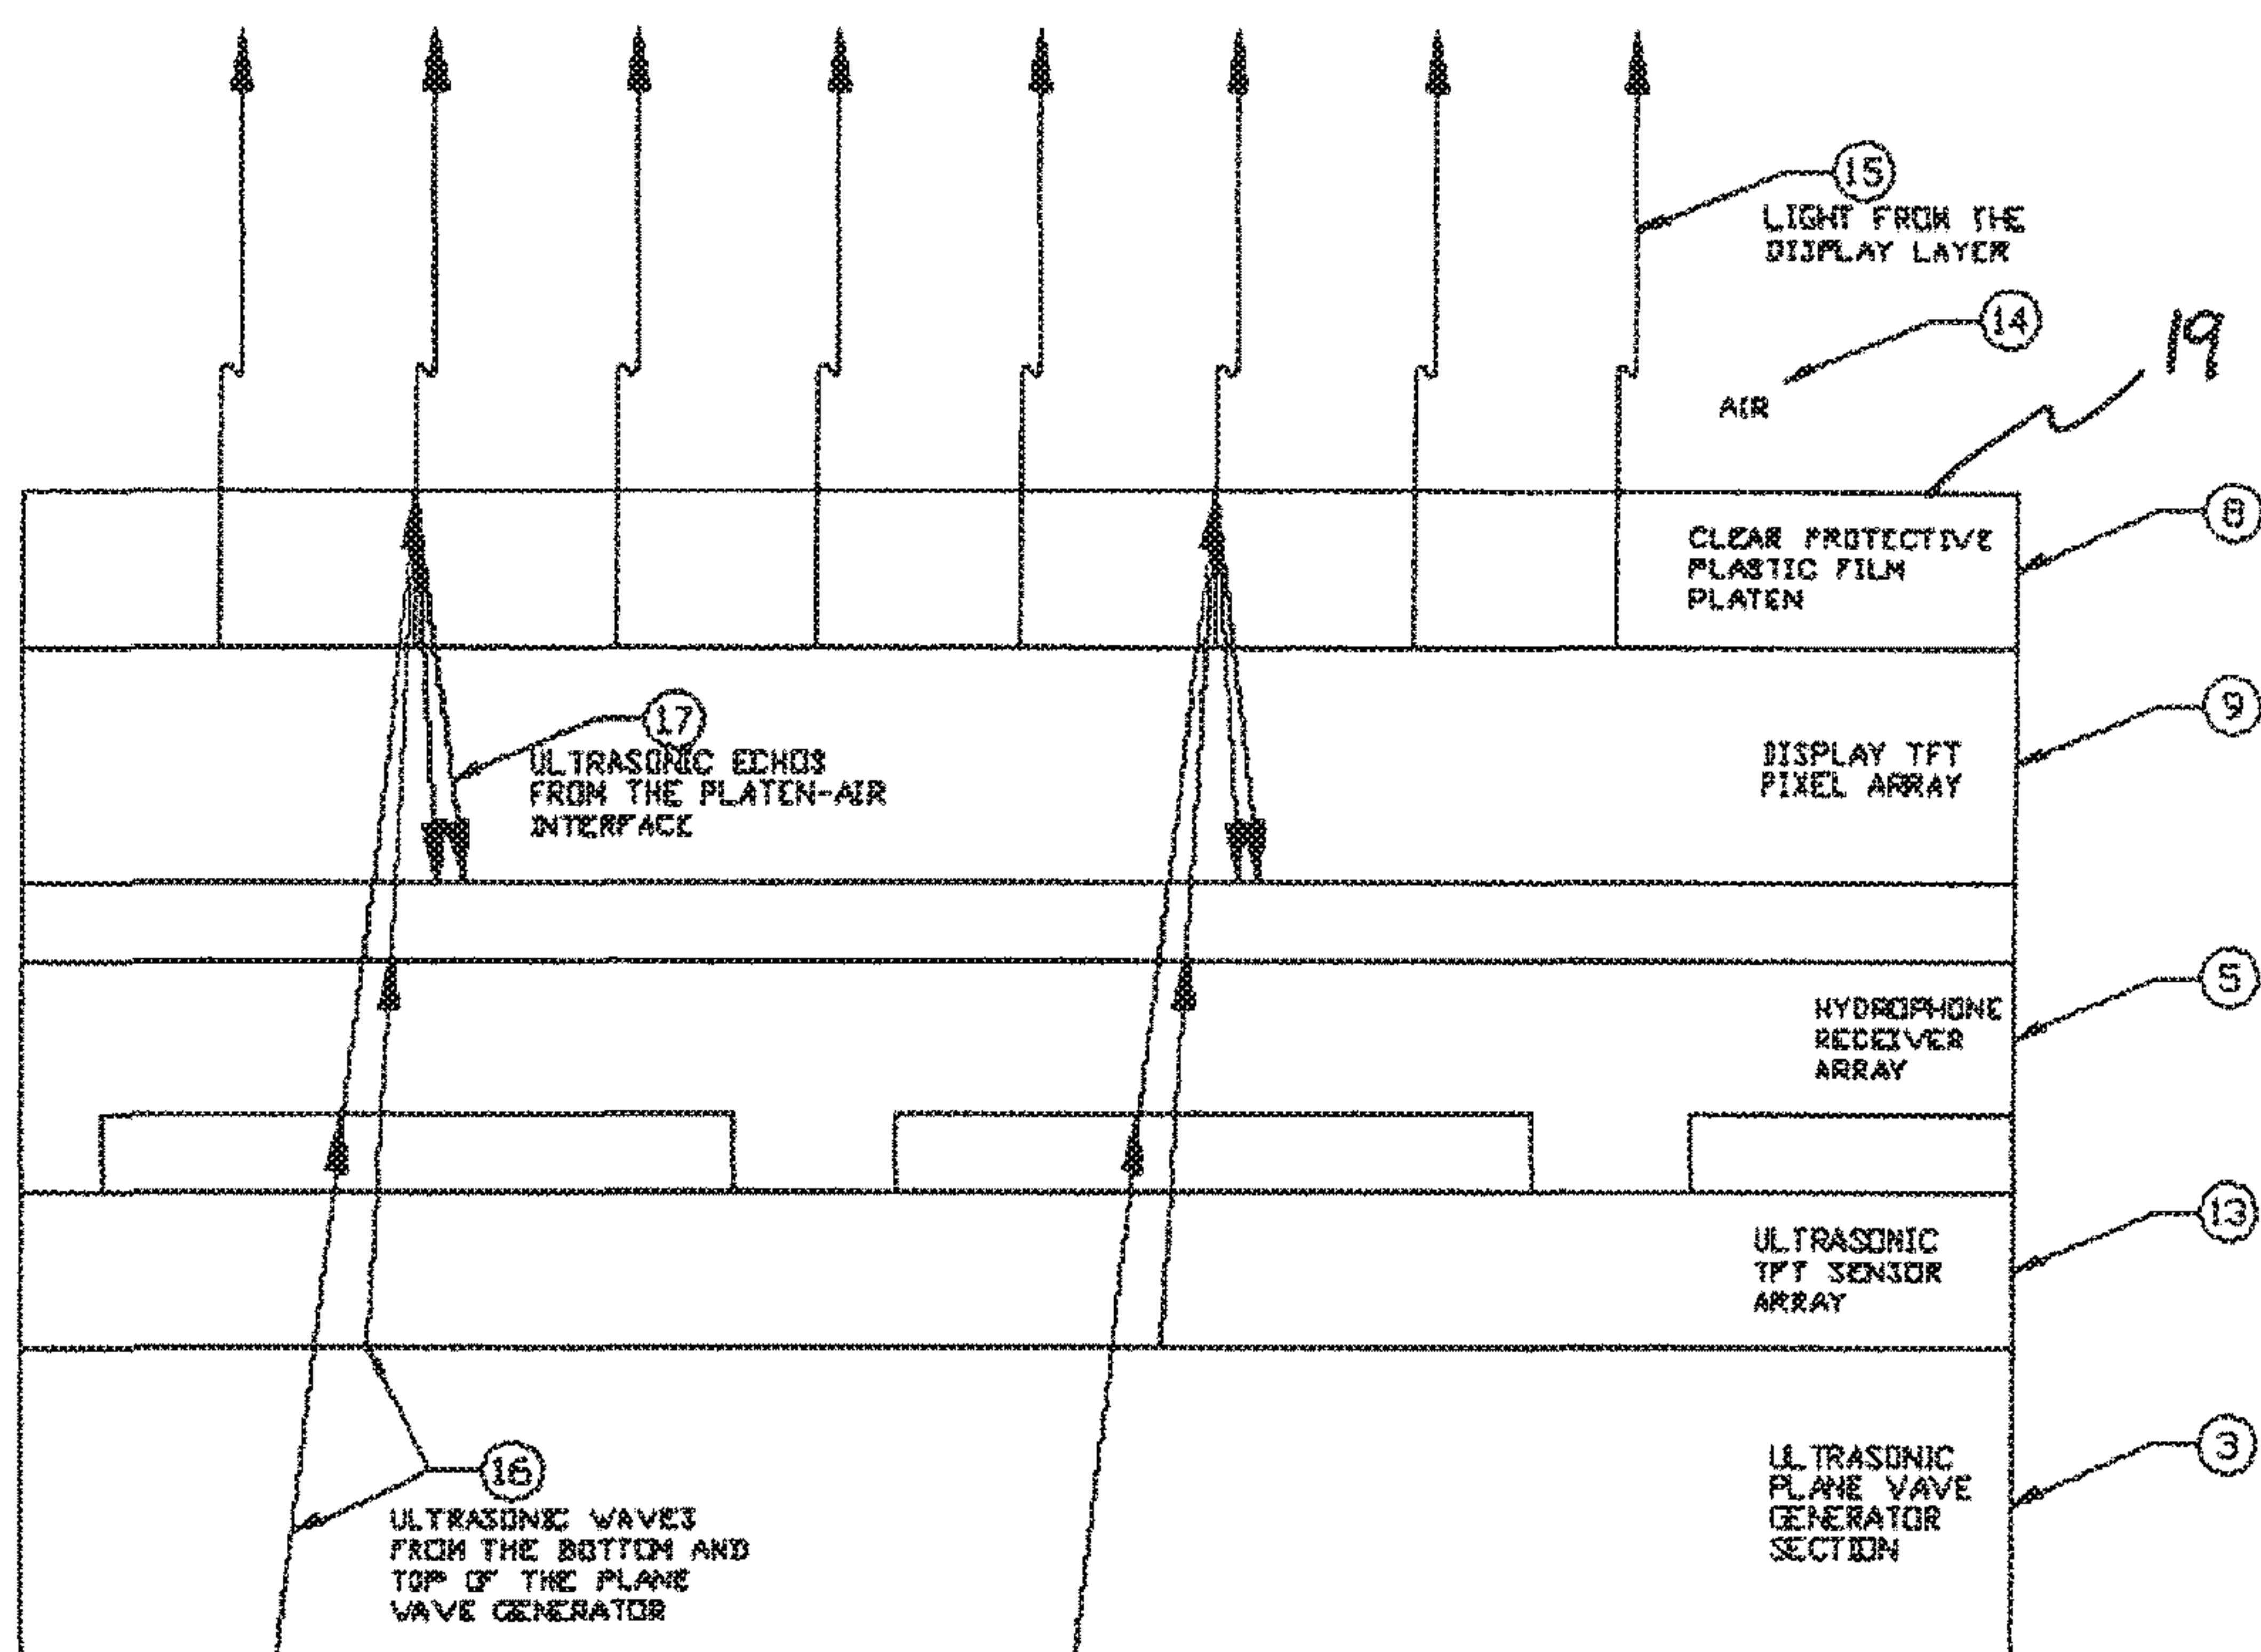 15
LIGHT FROM THE
DISPLAY LAYER
14
AIR
19
8
CLEAR PROTECTIVE
PLASTIC FILM
PLATEN
9
DISPLAY TFT
PIXEL ARRAY
17
ULTRASONIC ECHOS
FROM THE PLATEN-AIR
INTERFACE
5
HYDROPHONE
RECEIVER
ARRAY
13
ULTRASONIC
TFT SENSOR
ARRAY
3
ULTRASONIC
PLANE WAVE
GENERATOR
SECTION
16
ULTRASONIC WAVES
FROM THE BOTTOM AND
TOP OF THE PLANE
WAVE GENERATOR